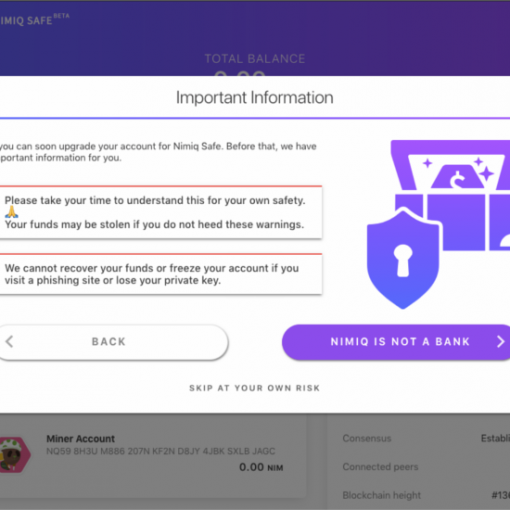 NIMIQ SAFE BETA
TOTAL BALANCE
Important Information
you can soon upgrade your account for Nimiq Safe. Before that, we have
portant information for you.
Please take your time to understand this for your own safety.
🙏
Your funds may be stolen if you do not heed these warnings.
We cannot recover your funds or freeze your account if you
visit a phishing site or lose your private key.
BACK
NIMIQ IS NOT A BANK
SKIP AT YOUR OWN RISK
Miner Account
NQ59 8H3U M8B6 207N KF2N D8JY 4JBK SXLB JAGC
0.00 NIM
Consensus
Establi
Connected peers
Blockchain height